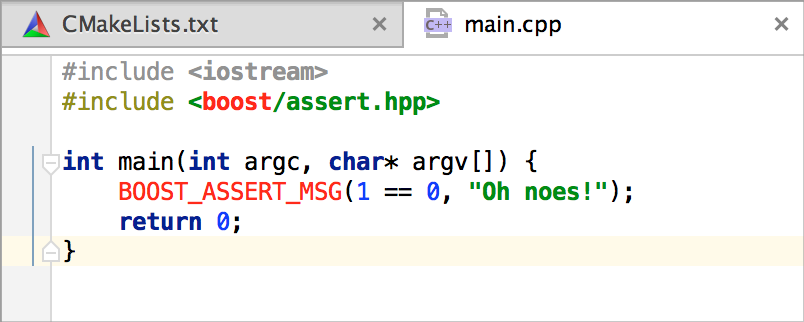 CMakeLists.txt × C++ main.cpp ×
#include <iostream>
#include <boost/assert.hpp>
int main(int argc, char* argv[]) {
    BOOST_ASSERT_MSG(1 == 0, "Oh noes!");
    return 0;
}